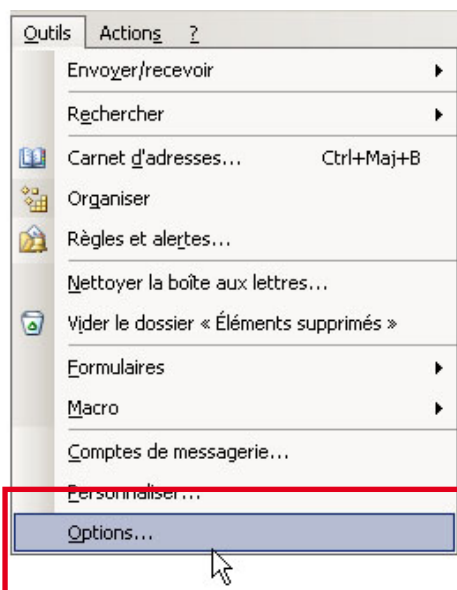 Outils Actions ?
Envoyer/recevoir
Rechercher
Carnet d'adresses... Ctrl+Maj+B
Organiser
Règles et alertes...
Nettoyer la boîte aux lettres...
Vider le dossier « Éléments supprimés »
Formulaires
Macro
Comptes de messagerie...
Personnaliser...
Options...